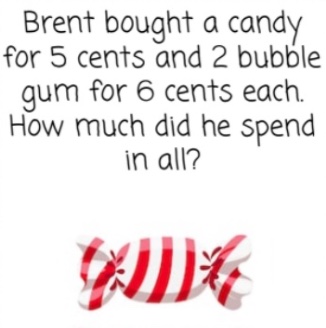 Brent bought a candy
for 5 cents and 2 bubble
gum for 6 cents each.
How much did he spend
in all?